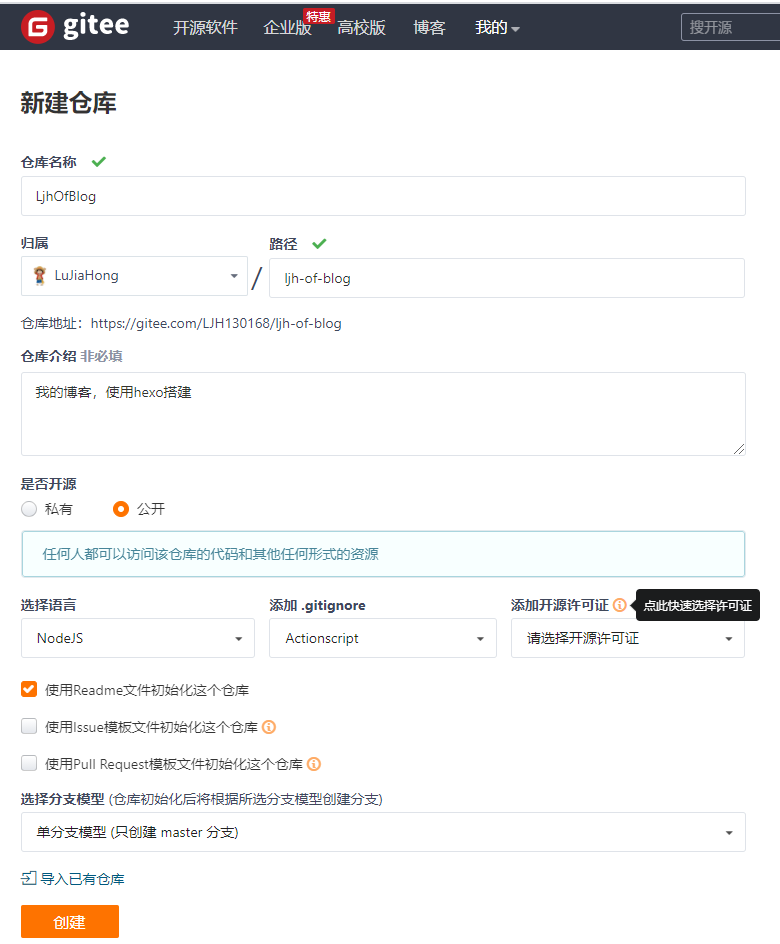 gitee 开源软件 企业版 特惠 高校版 博客 我的 搜开源
新建仓库
仓库名称
LjhOfBlog
归属 路径
LuJiaHong / ljh-of-blog
仓库地址：https://gitee.com/LJH130168/ljh-of-blog
仓库介绍 非必填
我的博客，使用hexo搭建
是否开源
私有 公开
任何人都可以访问该仓库的代码和其他任何形式的资源
选择语言 添加 .gitignore 添加开源许可证 点此快速选择许可证
NodeJS Actionscript 请选择开源许可证
使用Readme文件初始化这个仓库
使用Issue模板文件初始化这个仓库
使用Pull Request模板文件初始化这个仓库
选择分支模型 (仓库初始化后将根据所选分支模型创建分支)
单分支模型 (只创建 master 分支)
导入已有仓库
创建